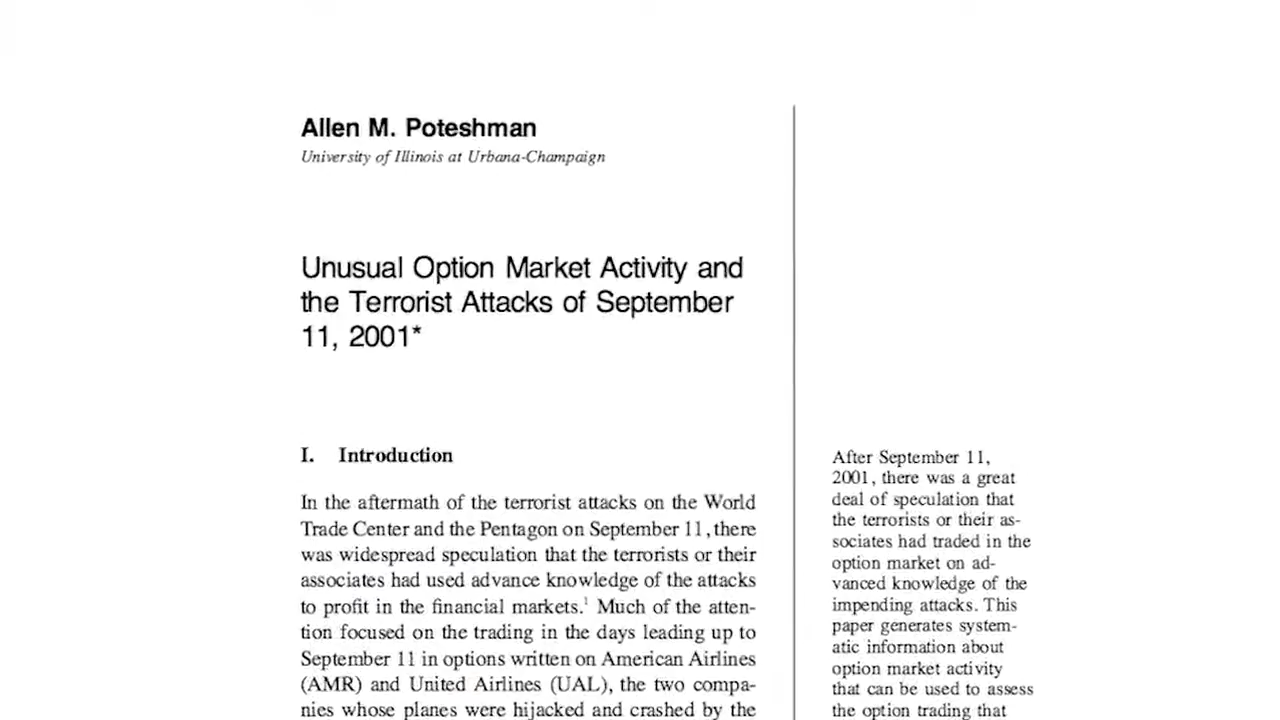 Allen M. Poteshman
University of Illinois at Urbana-Champaign
Unusual Option Market Activity and
the Terrorist Attacks of September
11, 2001*
I. Introduction
In the aftermath of the terrorist attacks on the World
Trade Center and the Pentagon on September 11, there
was widespread speculation that the terrorists or their
associates had used advance knowledge of the attacks
to profit in the financial markets.1 Much of the atten-
tion focused on the trading in the days leading up to
September 11 in options written on American Airlines
(AMR) and United Airlines (UAL), the two compa-
nies whose planes were hijacked and crashed by the
After September 11,
2001, there was a great
deal of speculation that
the terrorists or their as-
sociates had traded in the
option market on ad-
vanced knowledge of the
impending attacks. This
paper generates system-
atic information about
option market activity
that can be used to assess
the option trading that